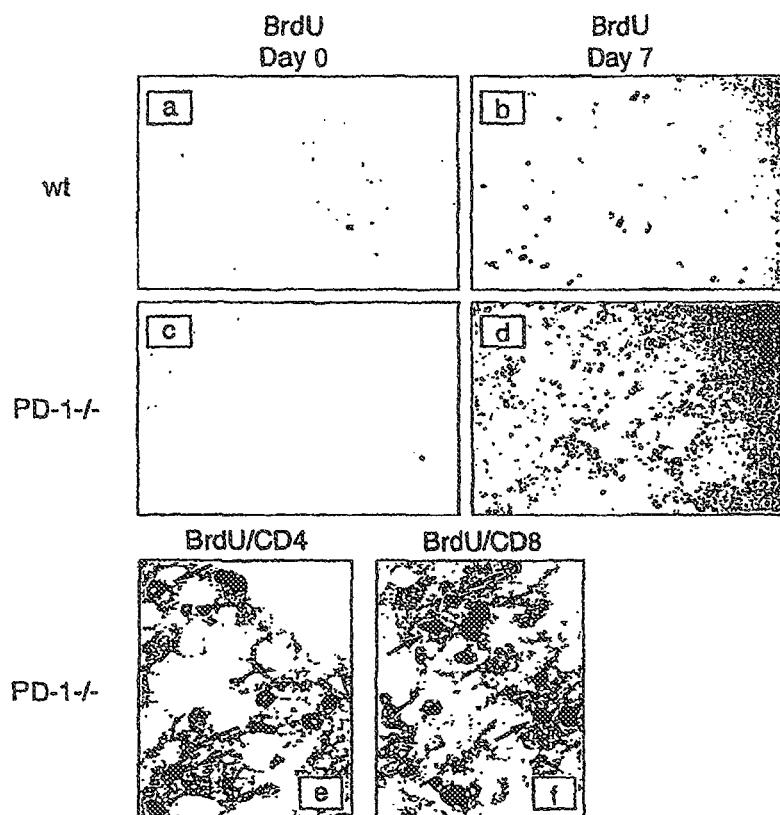 BrdU
Day 0
BrdU
Day 7
wt
a
b
PD-1-/-
c
d
BrdU/CD4
BrdU/CD8
PD-1-/-
e
f